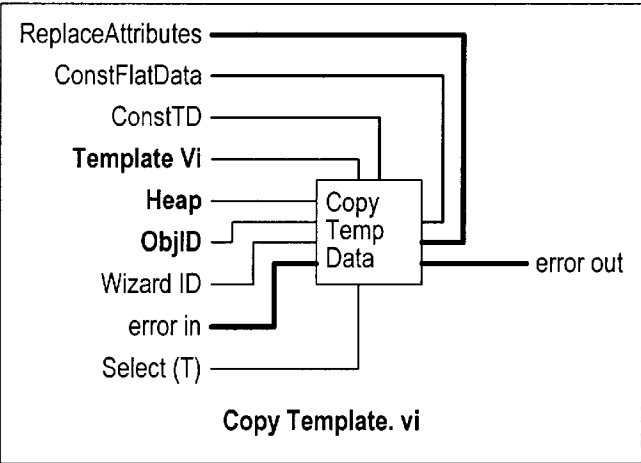 ReplaceAttributes
ConstFlatData
ConstTD
Template Vi
Heap
ObjID
Wizard ID
error in
Select (T)
Copy
Temp
Data
error out
Copy Template. vi